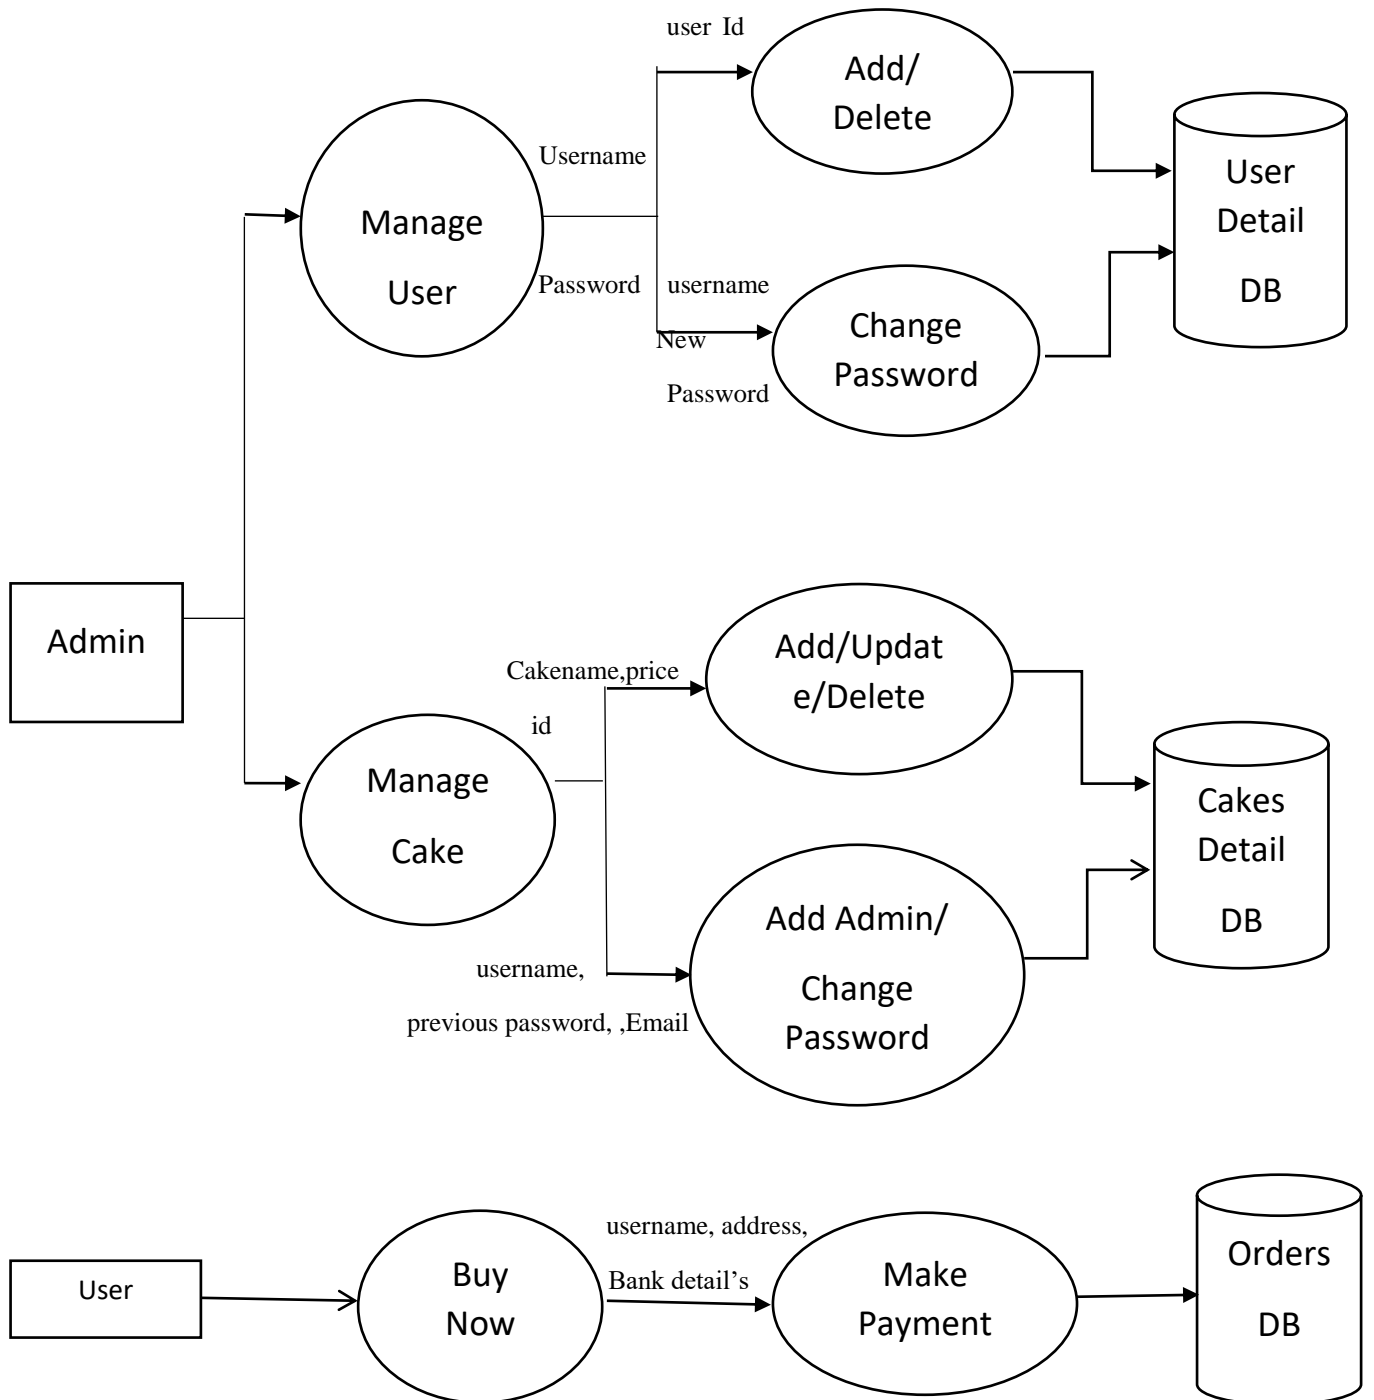 user Id
Add/
Delete
Username
User
Detail
DB
Manage
User
Password
username
New
Password
Change
Password
Admin
Cakename,price
id
Add/Updat
e/Delete
Manage
Cake
Cakes
Detail
DB
username,
previous password, ,Email
Add Admin/
Change
Password
User
Buy
Now
username, address,
Bank detail's
Make
Payment
Orders
DB